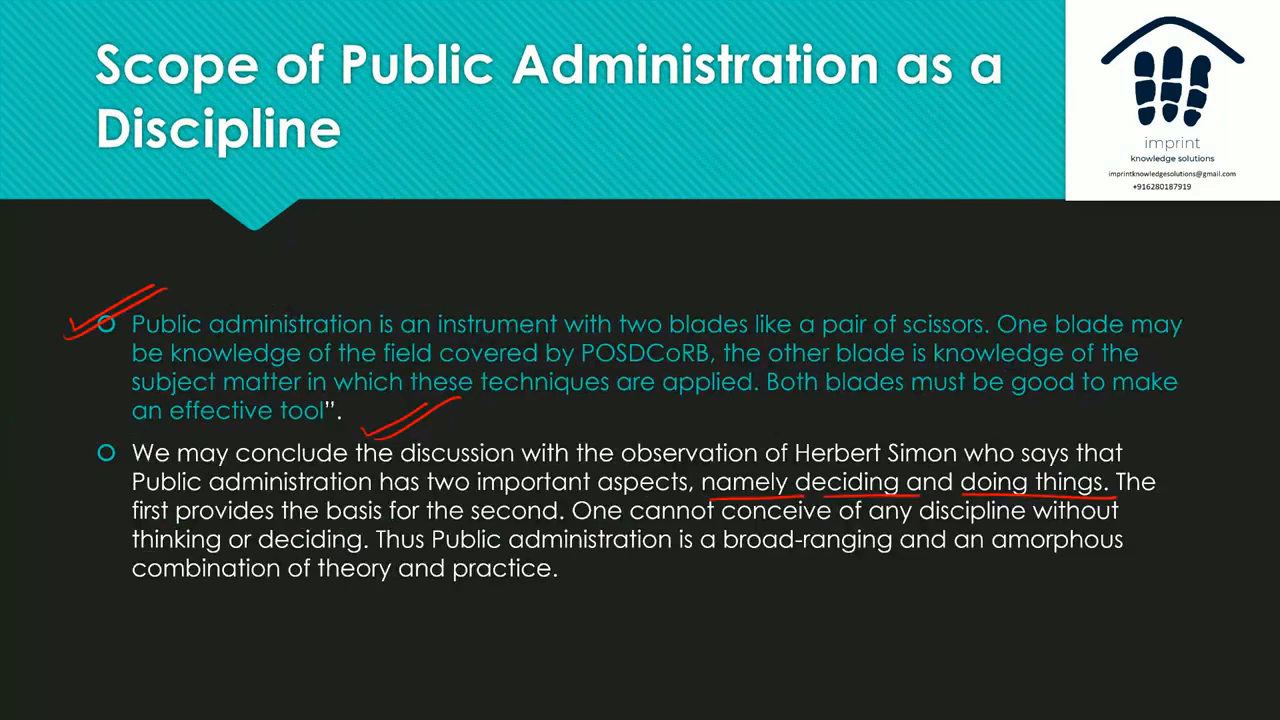 Scope of Public Administration as a
Discipline
imprint
knowledge solutions
imprintknowledgesolutions@gmail.com
+916280187919
Public administration is an instrument with two blades like a pair of scissors. One blade may
be knowledge of the field covered by POSDCoRB, the other blade is knowledge of the
subject matter in which these techniques are applied. Both blades must be good to make
an effective tool”.
We may conclude the discussion with the observation of Herbert Simon who says that
Public administration has two important aspects, namely deciding and doing things. The
first provides the basis for the second. One cannot conceive of any discipline without
thinking or deciding. Thus Public administration is a broad-ranging and an amorphous
combination of theory and practice.